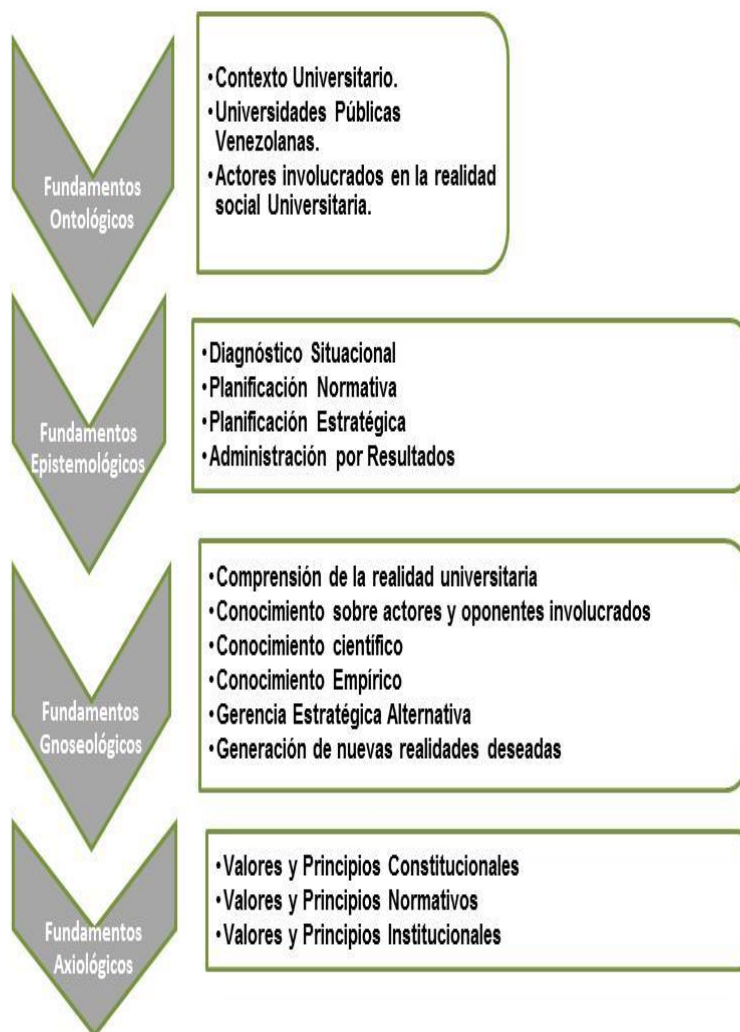 Fundamentos
Ontológicos
•Contexto Universitario.
•Universidades Públicas
Venezolanas.
•Actores involucrados en la realidad
social Universitaria.
Fundamentos
Epistemológicos
•Diagnóstico Situacional
•Planificación Normativa
•Planificación Estratégica
•Administración por Resultados
Fundamentos
Gnoseológicos
•Comprensión de la realidad universitaria
•Conocimiento sobre actores y oponentes involucrados
•Conocimiento científico
•Conocimiento Empírico
•Gerencia Estratégica Alternativa
•Generación de nuevas realidades deseadas
Fundamentos
Axiológicos
•Valores y Principios Constitucionales
•Valores y Principios Normativos
•Valores y Principios Institucionales